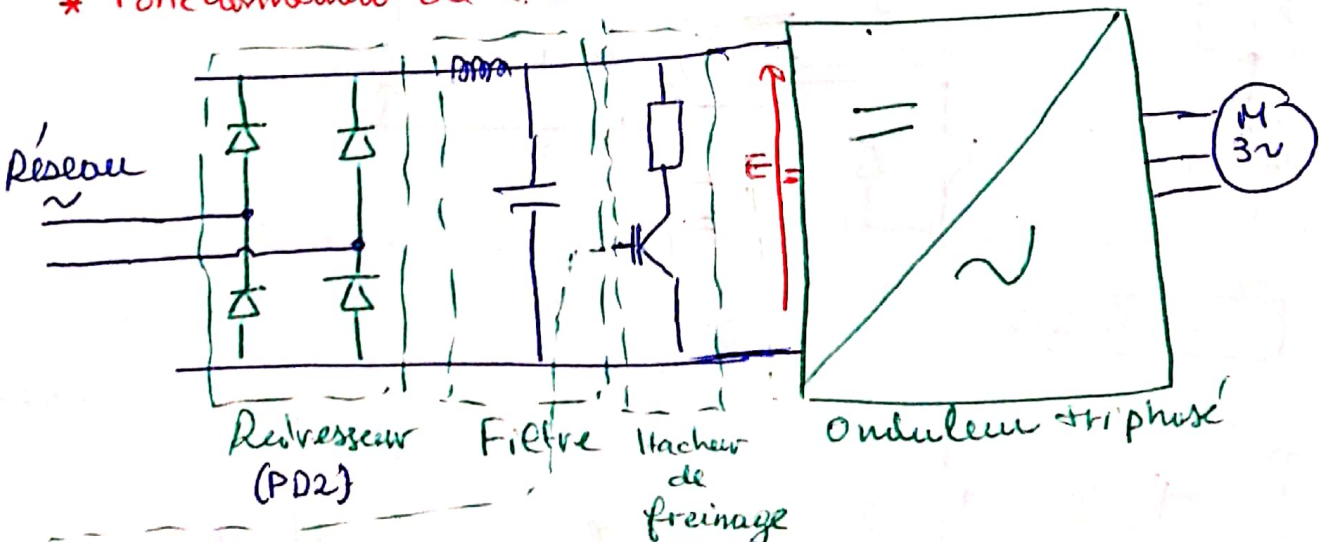 *
Réseau
~
E
=
~
M
3~
Redresseur
(PD2)
Filtre
Hacheur
de
freinage
Onduleur triphasé